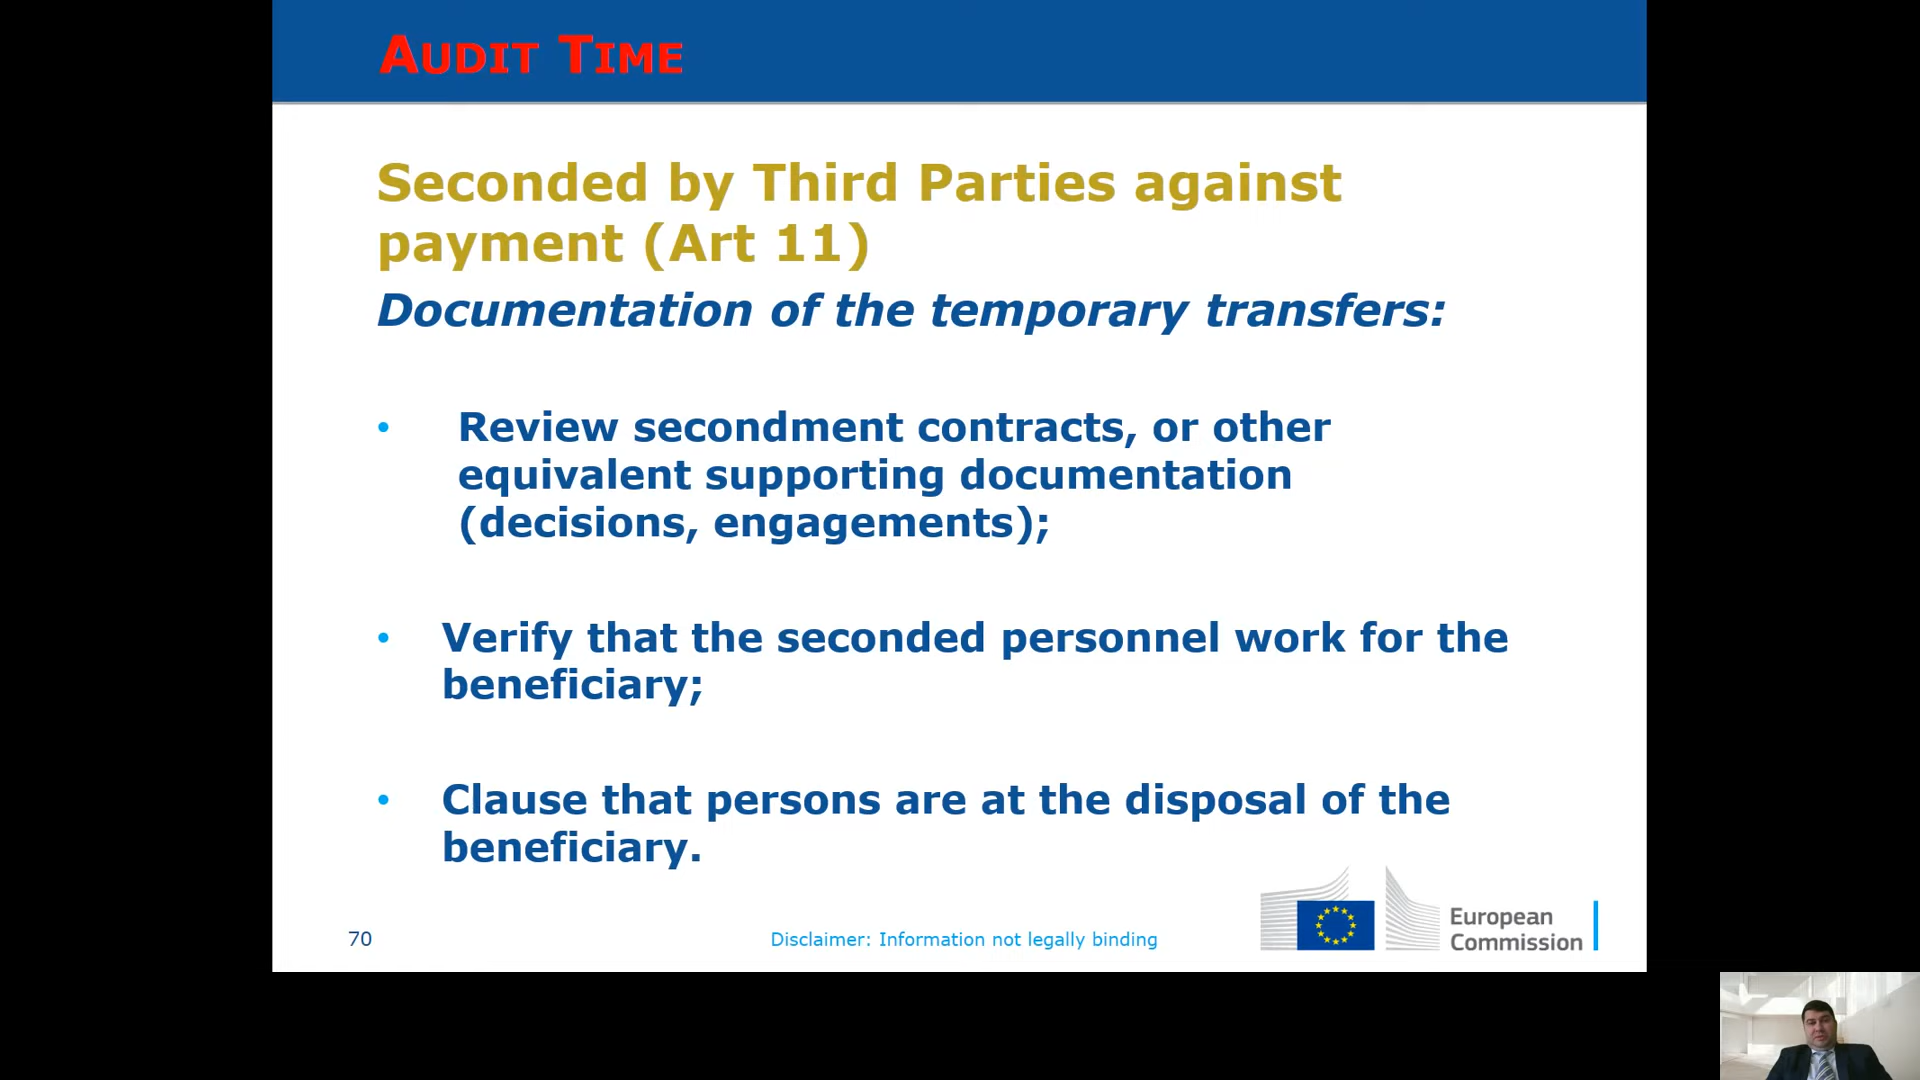 AUDIT TIME
Seconded by Third Parties against
payment (Art 11)
Documentation of the temporary transfers:
• Review secondment contracts, or other
equivalent supporting documentation
(decisions, engagements);
• Verify that the seconded personnel work for the
beneficiary;
• Clause that persons are at the disposal of the
beneficiary.
70
Disclaimer: Information not legally binding
European
Commission